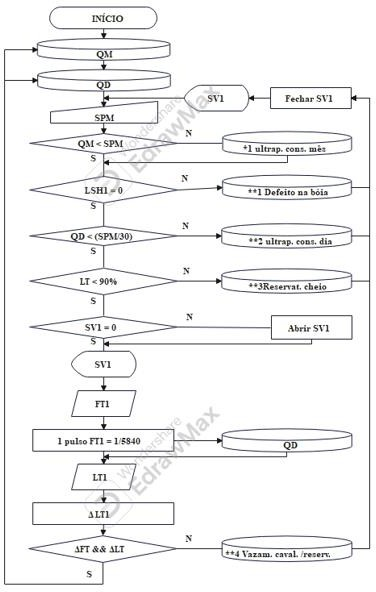 INÍCIO
QM
QD
SV1
Fechar SV1
SPM
QM < SPM
N
*1 ultrap. cons. mês
S
LSH1 = 0
N
**1 Defeito na bóia
S
QD < (SPM/30)
N
**2 ultrap. cons. dia
S
LT < 90%
N
**3Reservat. cheio
S
SV1 = 0
N
Abrir SV1
S
SV1
FT1
1 pulso FT1 = 1/5840
QD
LT1
Δ LT1
ΔFT && ΔLT
N
**4 Vazam. caval. /reserv.
S
Wondershare
EdrawMax
Wondershare
EdrawMax